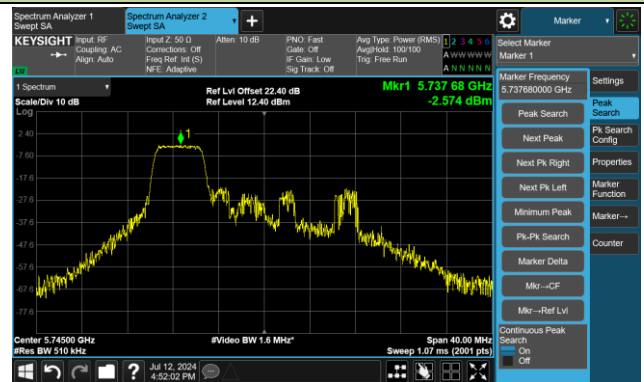 Spectrum Analyzer 1
Swept SA
Spectrum Analyzer 2
Swept SA
+
Marker
KEYSIGHT
Input: RF
Coupling: AC
Align: Auto
Input Z: 50 Ω
Corrections: Off
Freq Ref: Int (S)
NFE: Adaptive
Atten: 10 dB
PNO: Fast
Gate: Off
IF Gain: Low
Sig Track: Off
Avg Type: Power (RMS)
Avg|Hold: 100/100
Trig: Free Run
1 2 3 4 5 6
A W W W W W
A N N N N N
Select Marker
Marker 1
LW
1 Spectrum
Scale/Div 10 dB
Log
Ref Lvl Offset 22.40 dB
Ref Level 12.40 dBm
Mkr1 5.737 68 GHz
-2.574 dBm
1
2.40
-7.60
-17.6
-27.6
-37.6
-47.6
-57.6
-67.6
-77.6
Center 5.74500 GHz
#Res BW 510 kHz
#Video BW 1.6 MHz*
Span 40.00 MHz
Sweep 1.07 ms (2001 pts)
Marker Frequency
5.737680000 GHz
Peak Search
Next Peak
Next Pk Right
Next Pk Left
Minimum Peak
Pk-Pk Search
Marker Delta
Mkr→CF
Mkr→Ref Lvl
Continuous Peak
Search
On
Off
Settings
Peak
Search
Pk Search
Config
Properties
Marker
Function
Marker→
Counter
?
Jul 12, 2024
4:52:02 PM